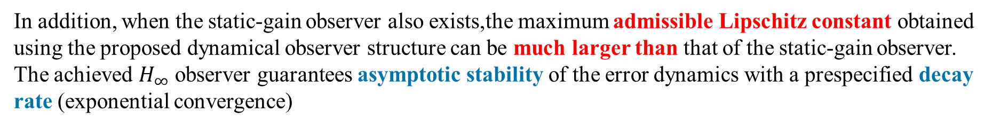 In addition, when the static-gain observer also exists,the maximum admissible Lipschitz constant obtained
using the proposed dynamical observer structure can be much larger than that of the static-gain observer.
The achieved H∞ observer guarantees asymptotic stability of the error dynamics with a prespecified decay
rate (exponential convergence)